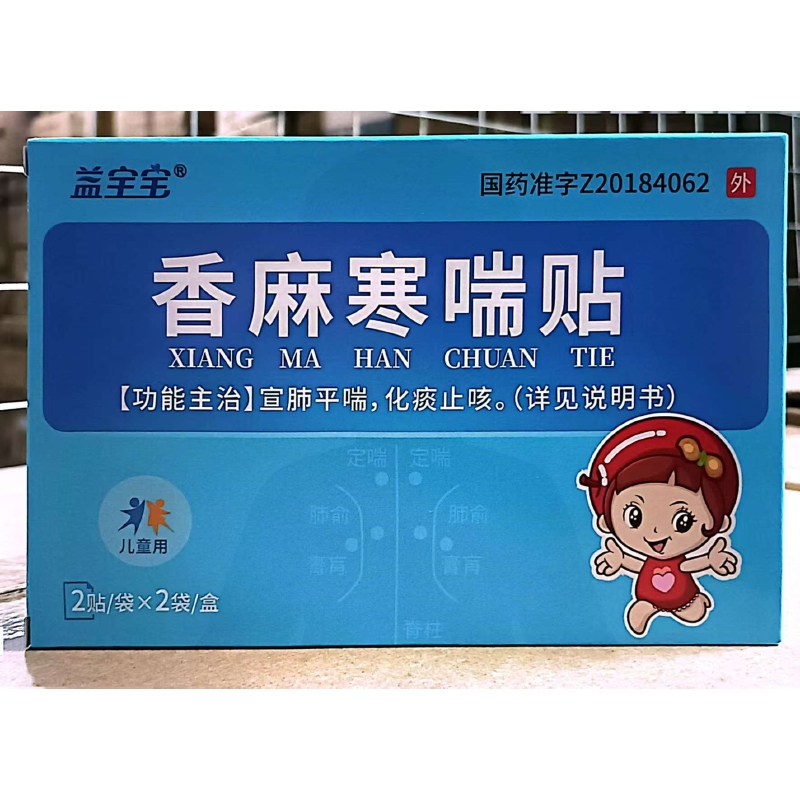 益宝宝®
国药准字Z20184062 外
香麻寒喘贴
XIANG MA HAN CHUAN TIE
【功能主治】宣肺平喘,化痰止咳。(详见说明书)
定喘 定喘
肺俞 肺俞
膏肓 膏肓
脊柱
儿童用
2贴/袋×2袋/盒